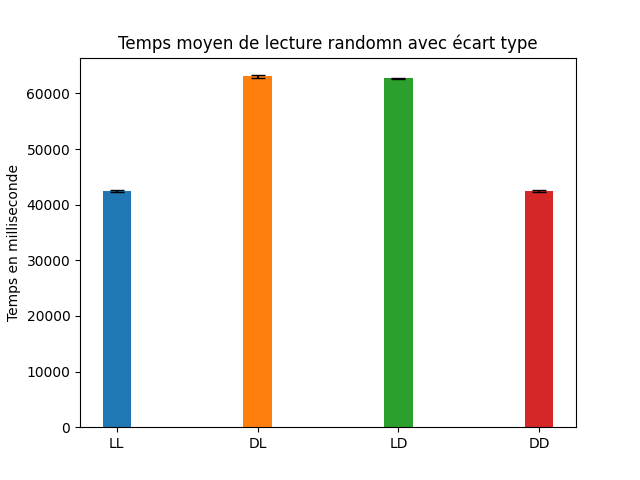 Temps moyen de lecture randomn avec écart type
Temps en milliseconde
60000
50000
40000
30000
20000
10000
0
LL DL LD DD